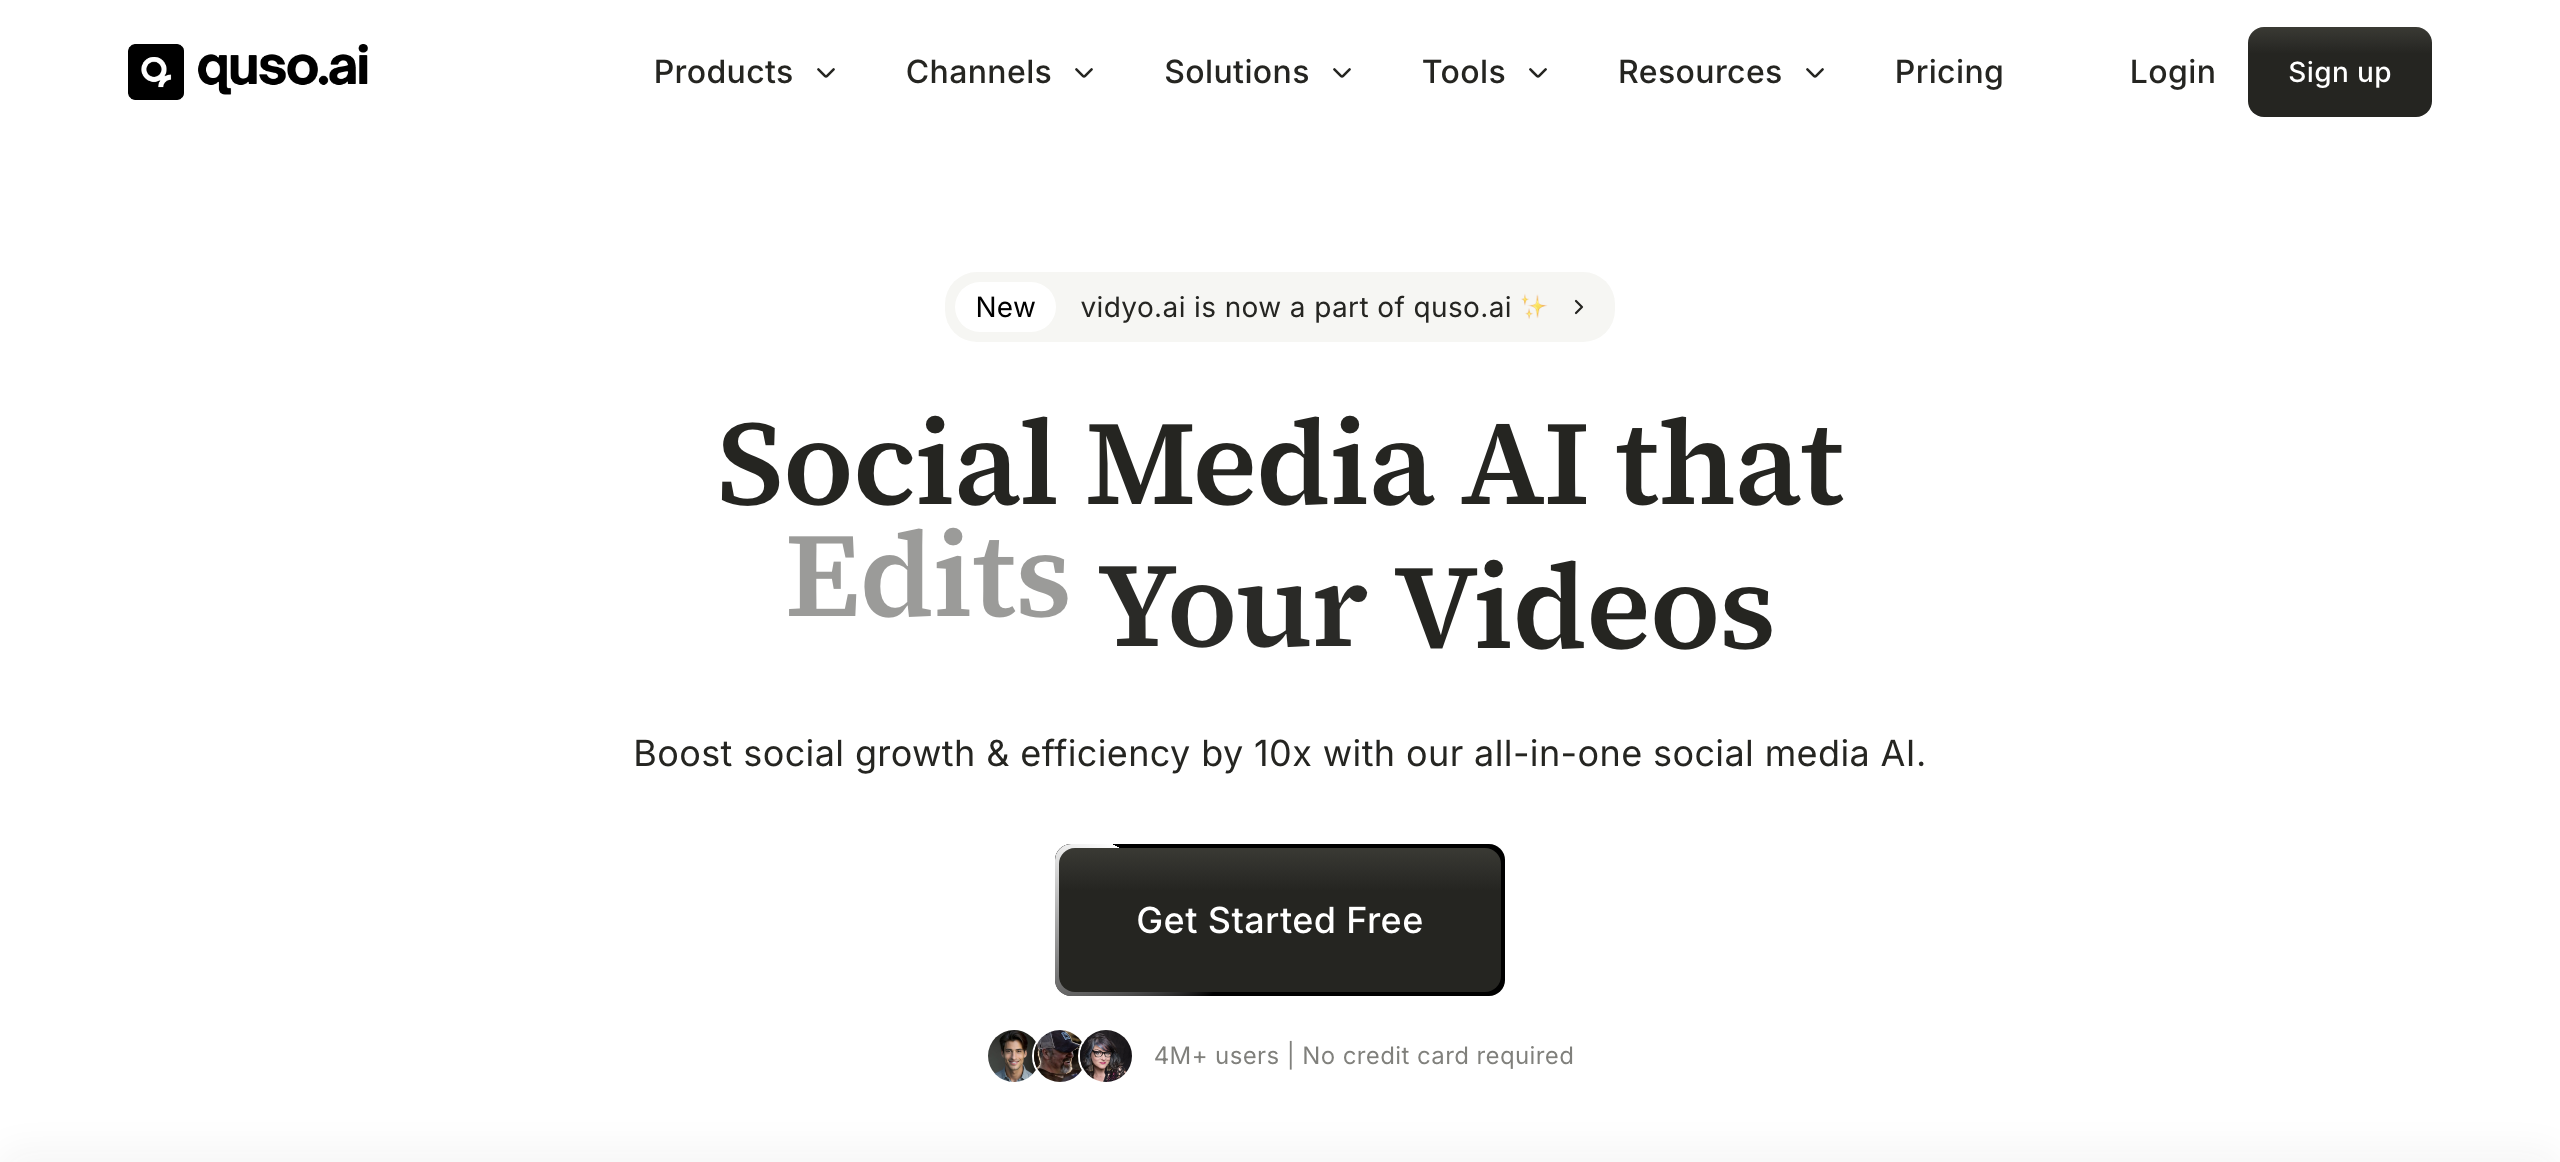 quso.ai
Products Channels Solutions Tools Resources Pricing Login Sign up
New vidyo.ai is now a part of quso.ai ✨
Social Media AI that
Edits Your Videos
Boost social growth & efficiency by 10x with our all-in-one social media AI.
Get Started Free
4M+ users | No credit card required